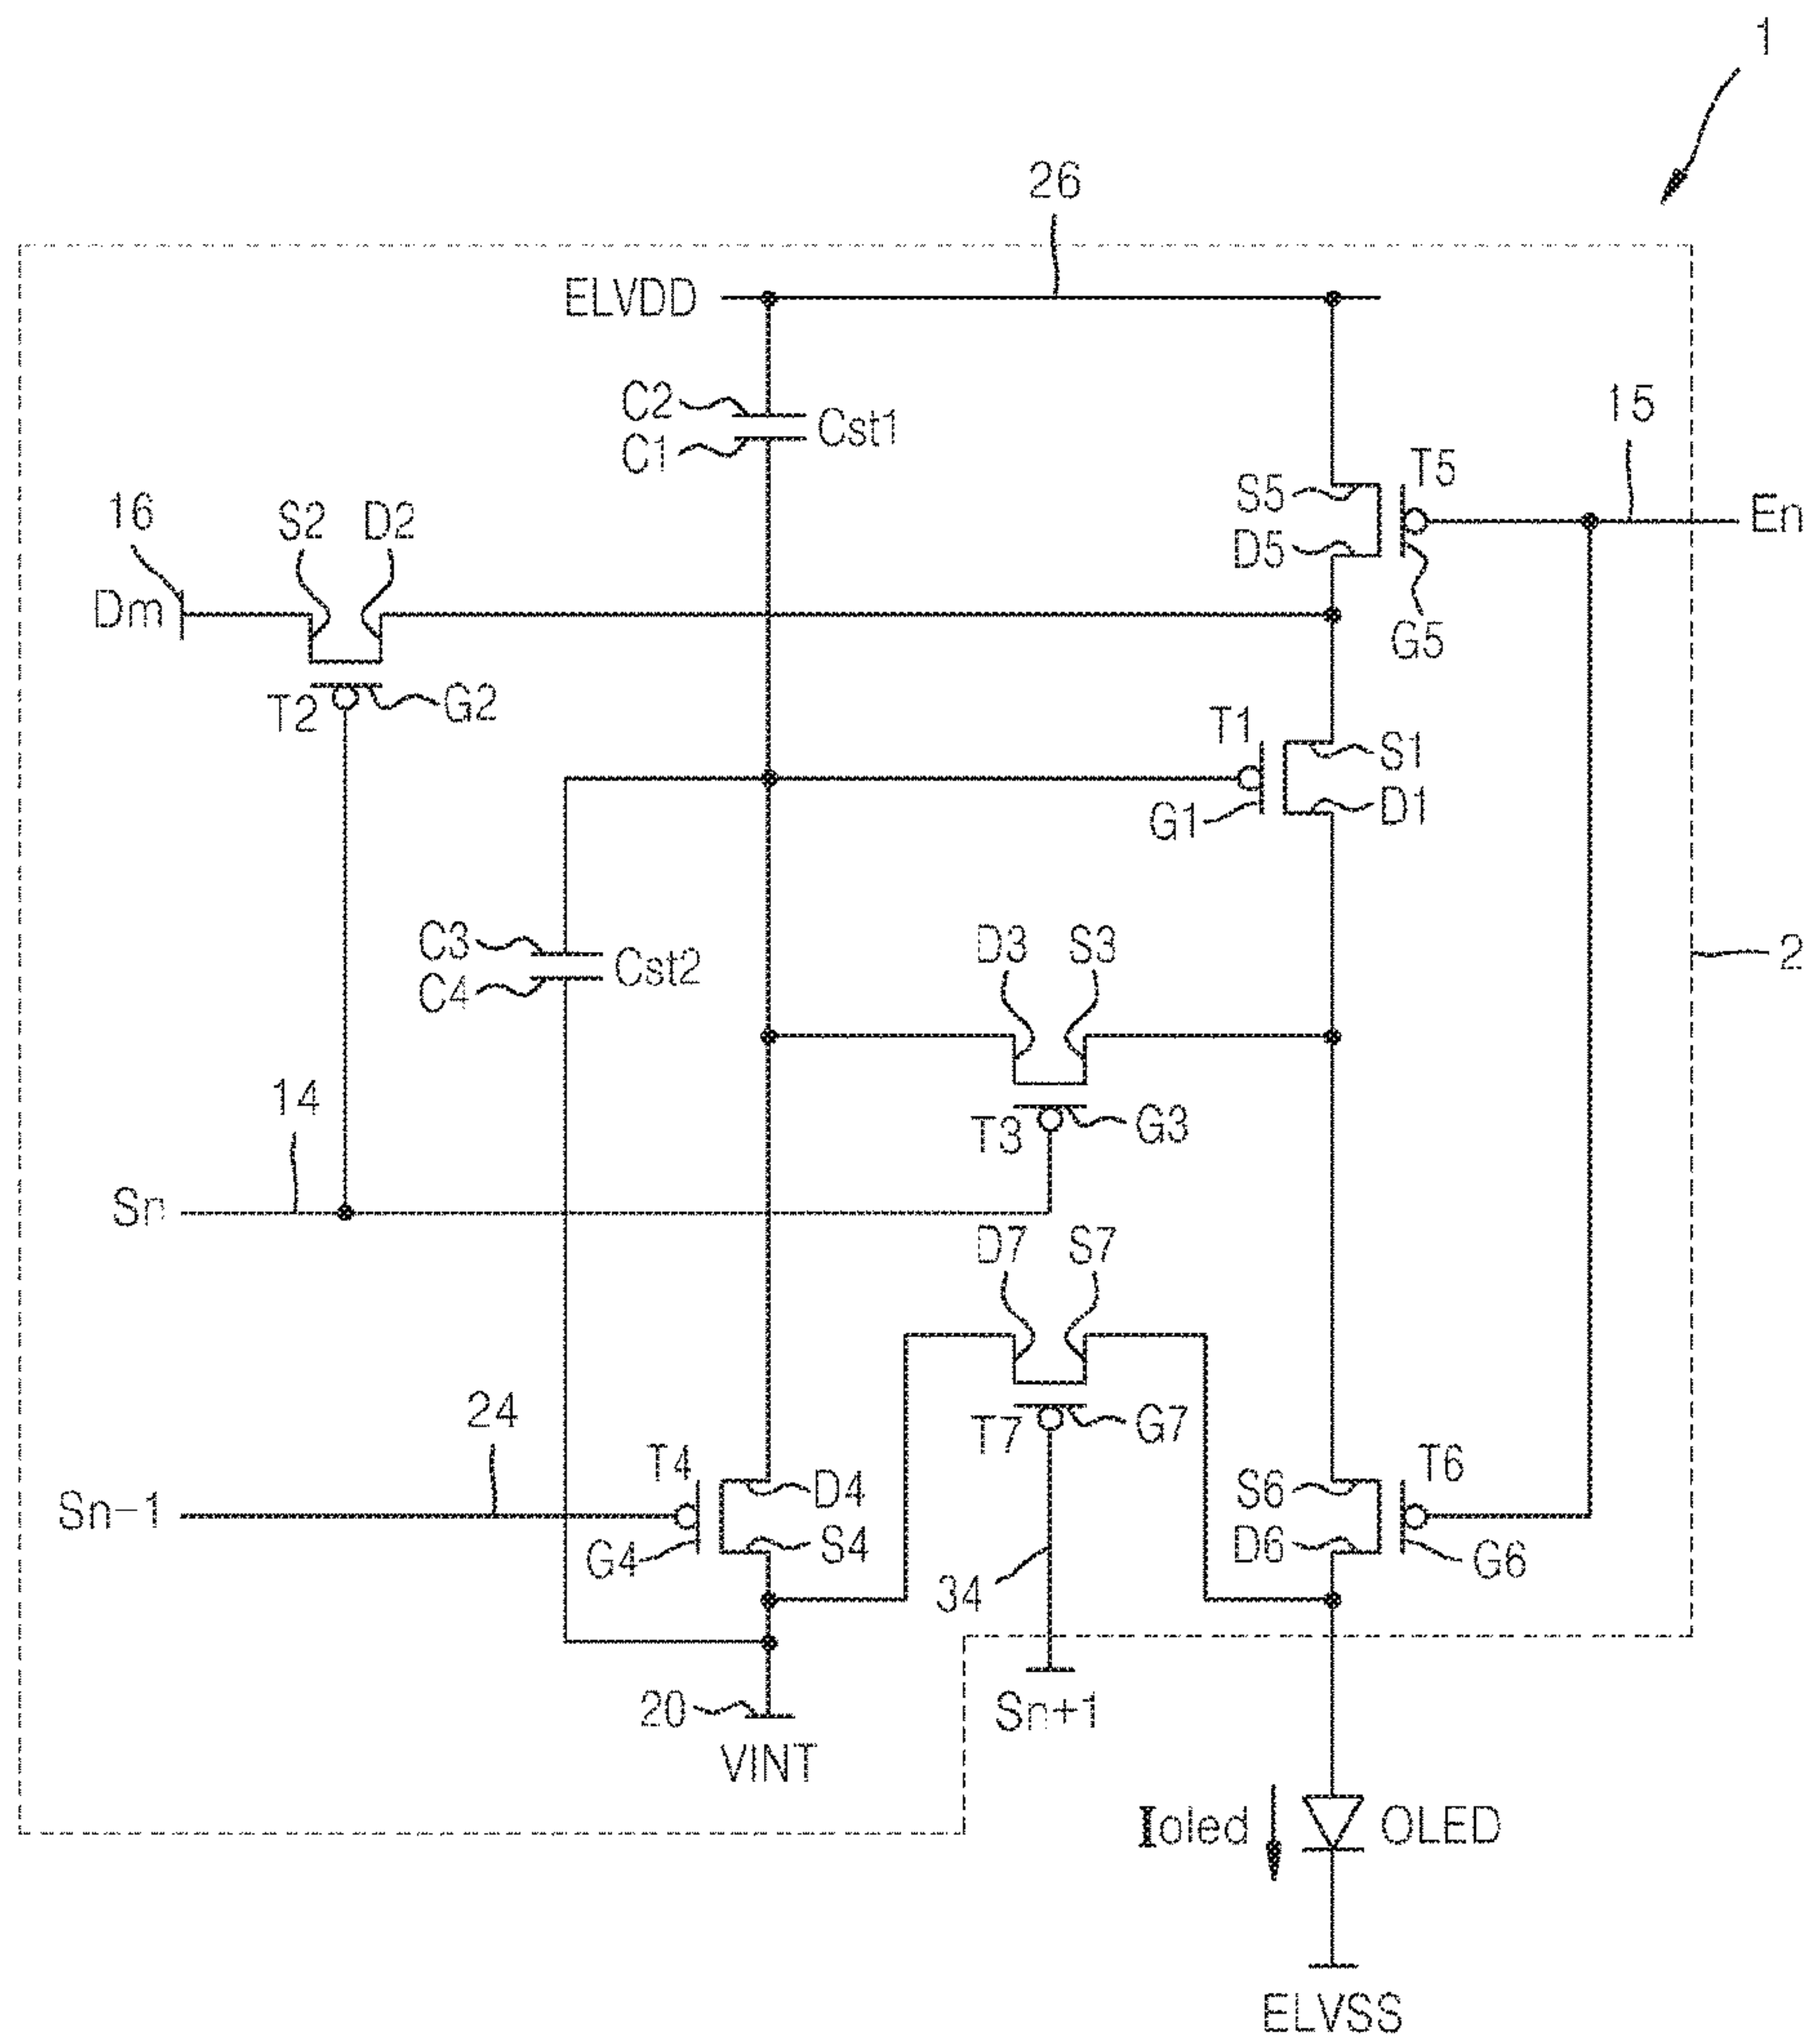 1
26
ELVDD
C2
Cst1
C1
15
T5
S5
En
16
S2
D2
D5
Dm
G5
T2
G2
T1
S1
G1
D1
C3
Cst2
C4
D3
S3
2
14
T3
G3
Sn
D7
S7
24
T7
G7
T4
T6
Sn-1
D4
S6
G4
S4
D6
G6
34
20
Sn+1
VINT
Ioled
OLED
ELVSS